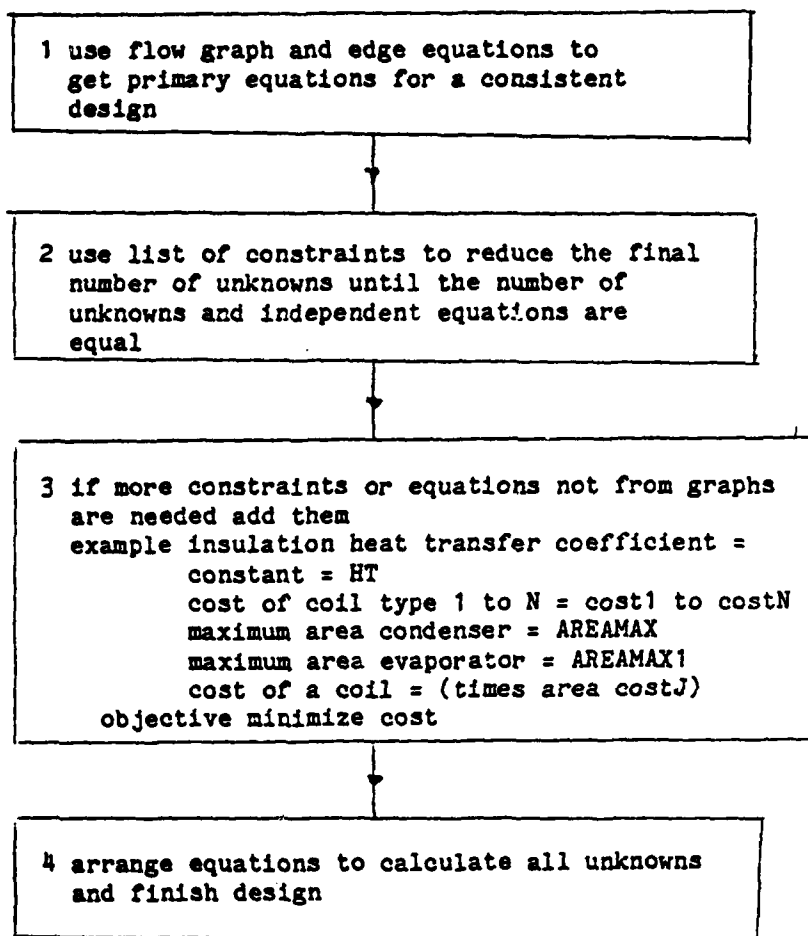 1 use flow graph and edge equations to
get primary equations for a consistent
design
2 use list of constraints to reduce the final
number of unknowns until the number of
unknowns and independent equations are
equal
3 if more constraints or equations not from graphs
are needed add them
example insulation heat transfer coefficient =
constant = HT
cost of coil type 1 to N = cost1 to costN
maximum area condenser = AREAMAX
maximum area evaporator = AREAMAX1
cost of a coil = (times area costJ)
objective minimize cost
4 arrange equations to calculate all unknowns
and finish design